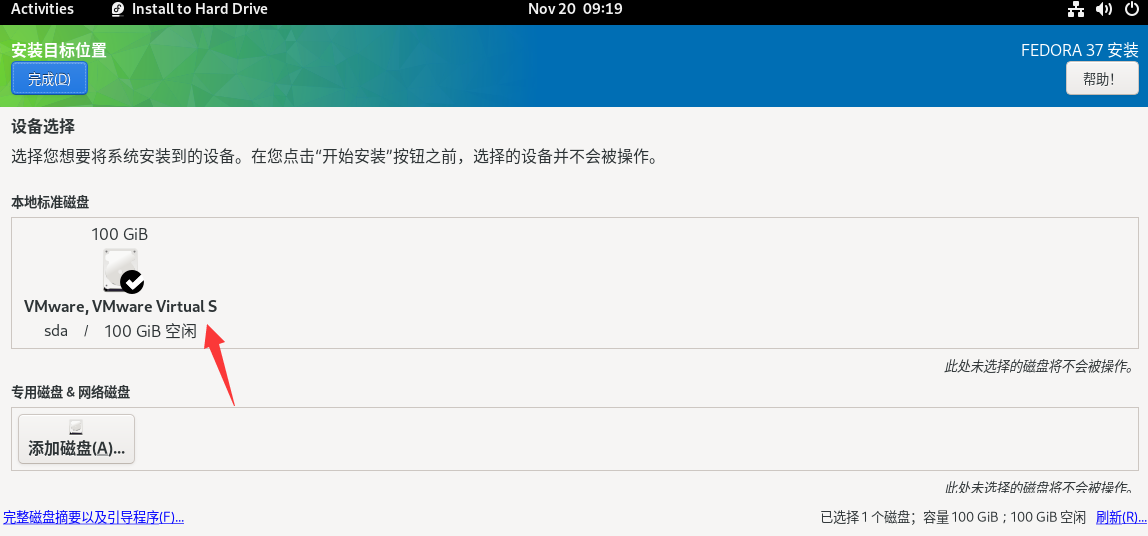 Activities Install to Hard Drive Nov 20 09:19
安装目标位置 FEDORA 37 安装
完成(D) 帮助!
设备选择
选择您想要将系统安装到的设备。在您点击“开始安装”按钮之前，选择的设备并不会被操作。
本地标准磁盘
100 GiB
VMware, VMware Virtual S
sda / 100 GiB 空闲
此处未选择的磁盘将不会被操作。
专用磁盘 & 网络磁盘
添加磁盘(A)...
此处未选择的磁盘将不会被操作。
完整磁盘摘要以及引导程序(F)... 已选择 1 个磁盘；容量 100 GiB；100 GiB 空闲 刷新(R)...